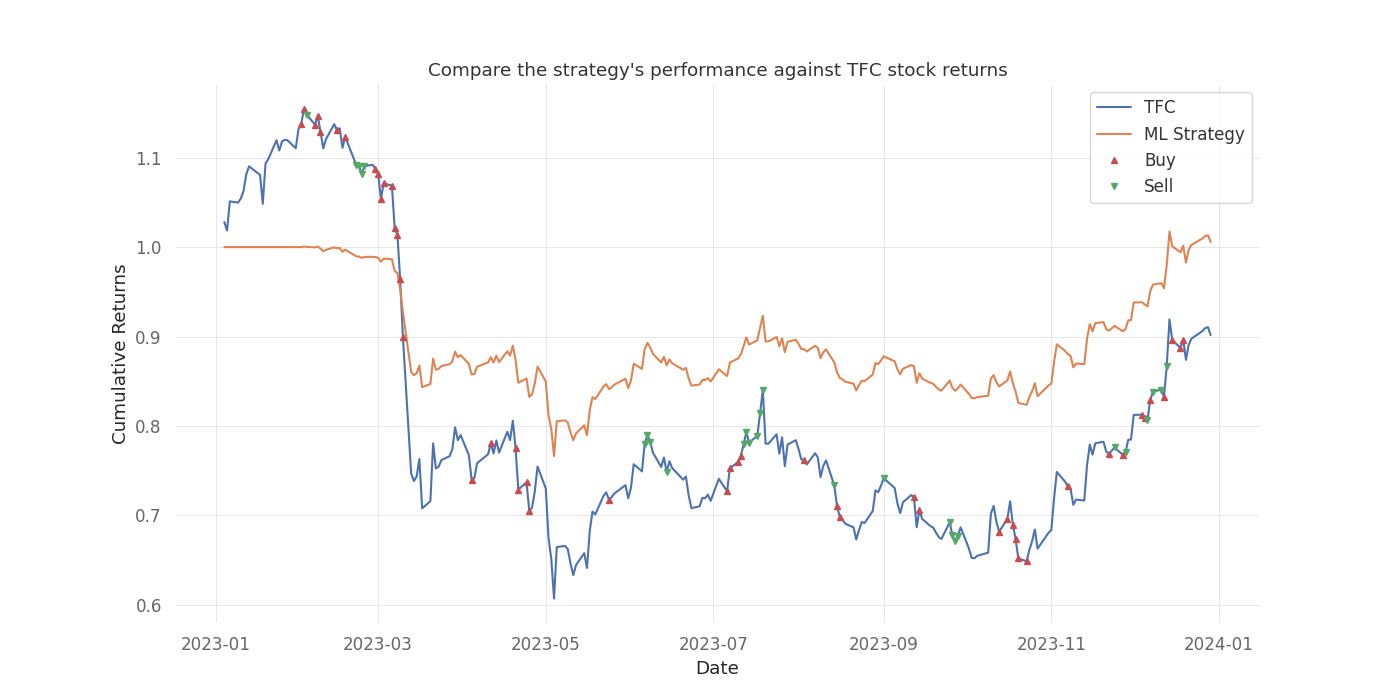 Compare the strategy's performance against TFC stock returns
TFC
ML Strategy
Buy
Sell
Cumulative Returns
1.1
1.0
0.9
0.8
0.7
0.6
2023-01
2023-03
2023-05
2023-07
2023-09
2023-11
2024-01
Date